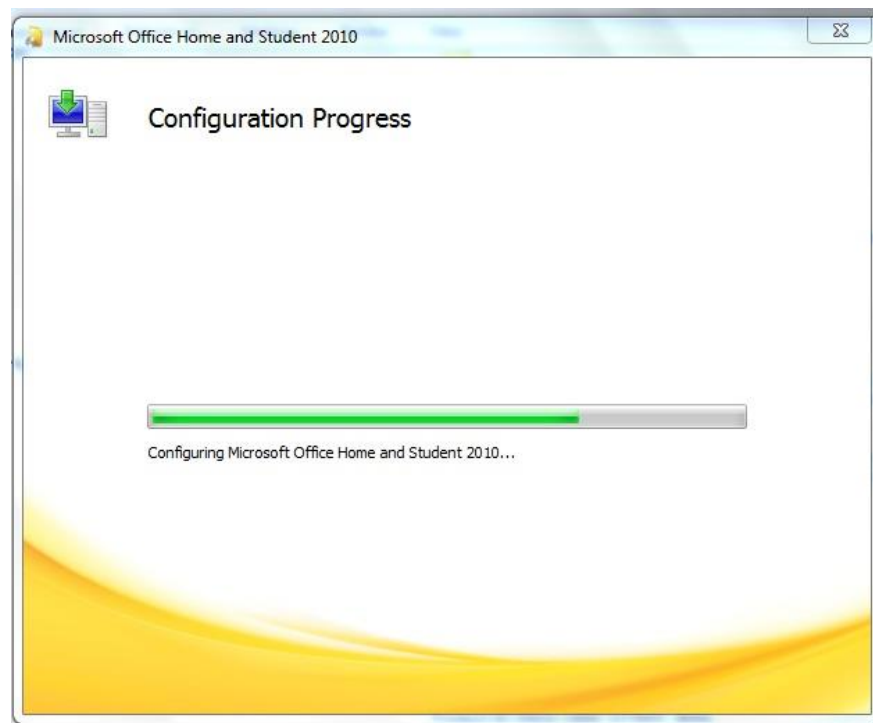 Microsoft Office Home and Student 2010
Configuration Progress
Configuring Microsoft Office Home and Student 2010...